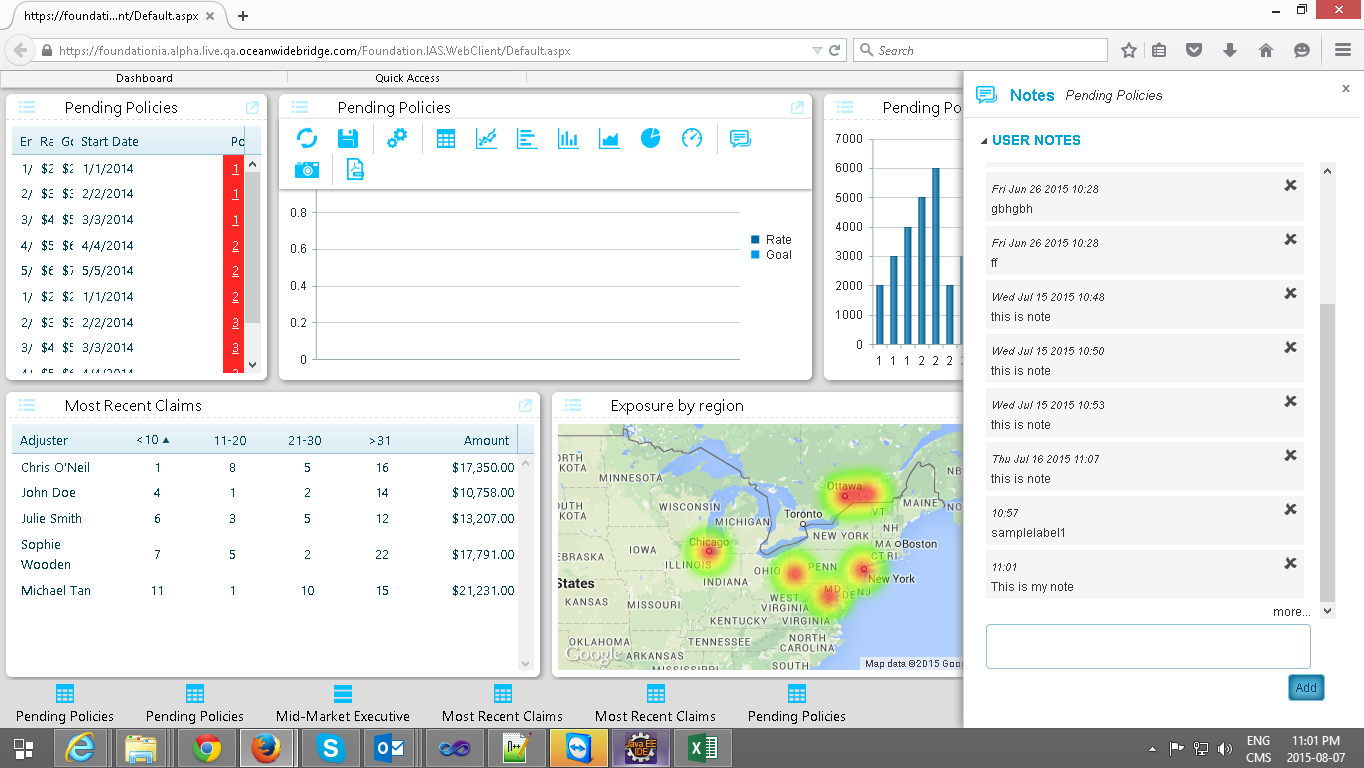 https://foundati...nt/Default.aspx
https://foundationia.alpha.live.qa.oceanwidebridge.com/Foundation.IAS.WebClient/Default.aspx
Search
Dashboard
Quick Access
Pending Policies
Er Ra Go Start Date Po
1/ $2 $2 1/1/2014 1
2/ $3 $3 2/2/2014 1
3/ $4 $5 3/3/2014 1
4/ $5 $6 4/4/2014 2
5/ $6 $7 5/5/2014 2
1/ $2 $2 1/1/2014 2
2/ $3 $3 2/2/2014 3
3/ $4 $5 3/3/2014 3
Pending Policies
0.8
0.6
0.4
0.2
0
Rate
Goal
Pending Po
7000
6000
5000
4000
3000
2000
1000
0
1 1 1 2 2 2
Most Recent Claims
Adjuster <10 11-20 21-30 >31 Amount
Chris O'Neil 1 8 5 16 $17,350.00
John Doe 4 1 2 14 $10,758.00
Julie Smith 6 3 5 12 $13,207.00
Sophie
Wooden 7 5 2 22 $17,791.00
Michael Tan 11 1 10 15 $21,231.00
Exposure by region
ORTH
KOTA
MINNESOTA
Ottawa
NB
MAINE
UTH
KOTA
WISCONSIN
Toronto
VT
MICHIGAN
NEW YORK
Chicago
MA
Boston
EBRASKA
IOWA
CT RI
ILLINOIS
OHIO
PENN
INDIANA
New York
States
MD
DE
NJ
KANSAS
MISSOURI
WEST
VIRGINIA
KENTUCKY
VIRGINIA
OKLAHOMA
TENNESSEE
NORTH
CAROLINA
Google
ARKANSAS
MISSISSIPPI
SOUTH
Map data ©2015 Goo
Notes Pending Policies
x
USER NOTES
Fri Jun 26 2015 10:28
gbhgbh
Fri Jun 26 2015 10:28
ff
Wed Jul 15 2015 10:48
this is note
Wed Jul 15 2015 10:50
this is note
Wed Jul 15 2015 10:53
this is note
Thu Jul 16 2015 11:07
this is note
10:57
samplelabel1
11:01
This is my note
more...
Add
Pending Policies
Pending Policies
Mid-Market Executive
Most Recent Claims
Most Recent Claims
Pending Policies
Java EE
IDE
ENG
CMS
11:01 PM
2015-08-07